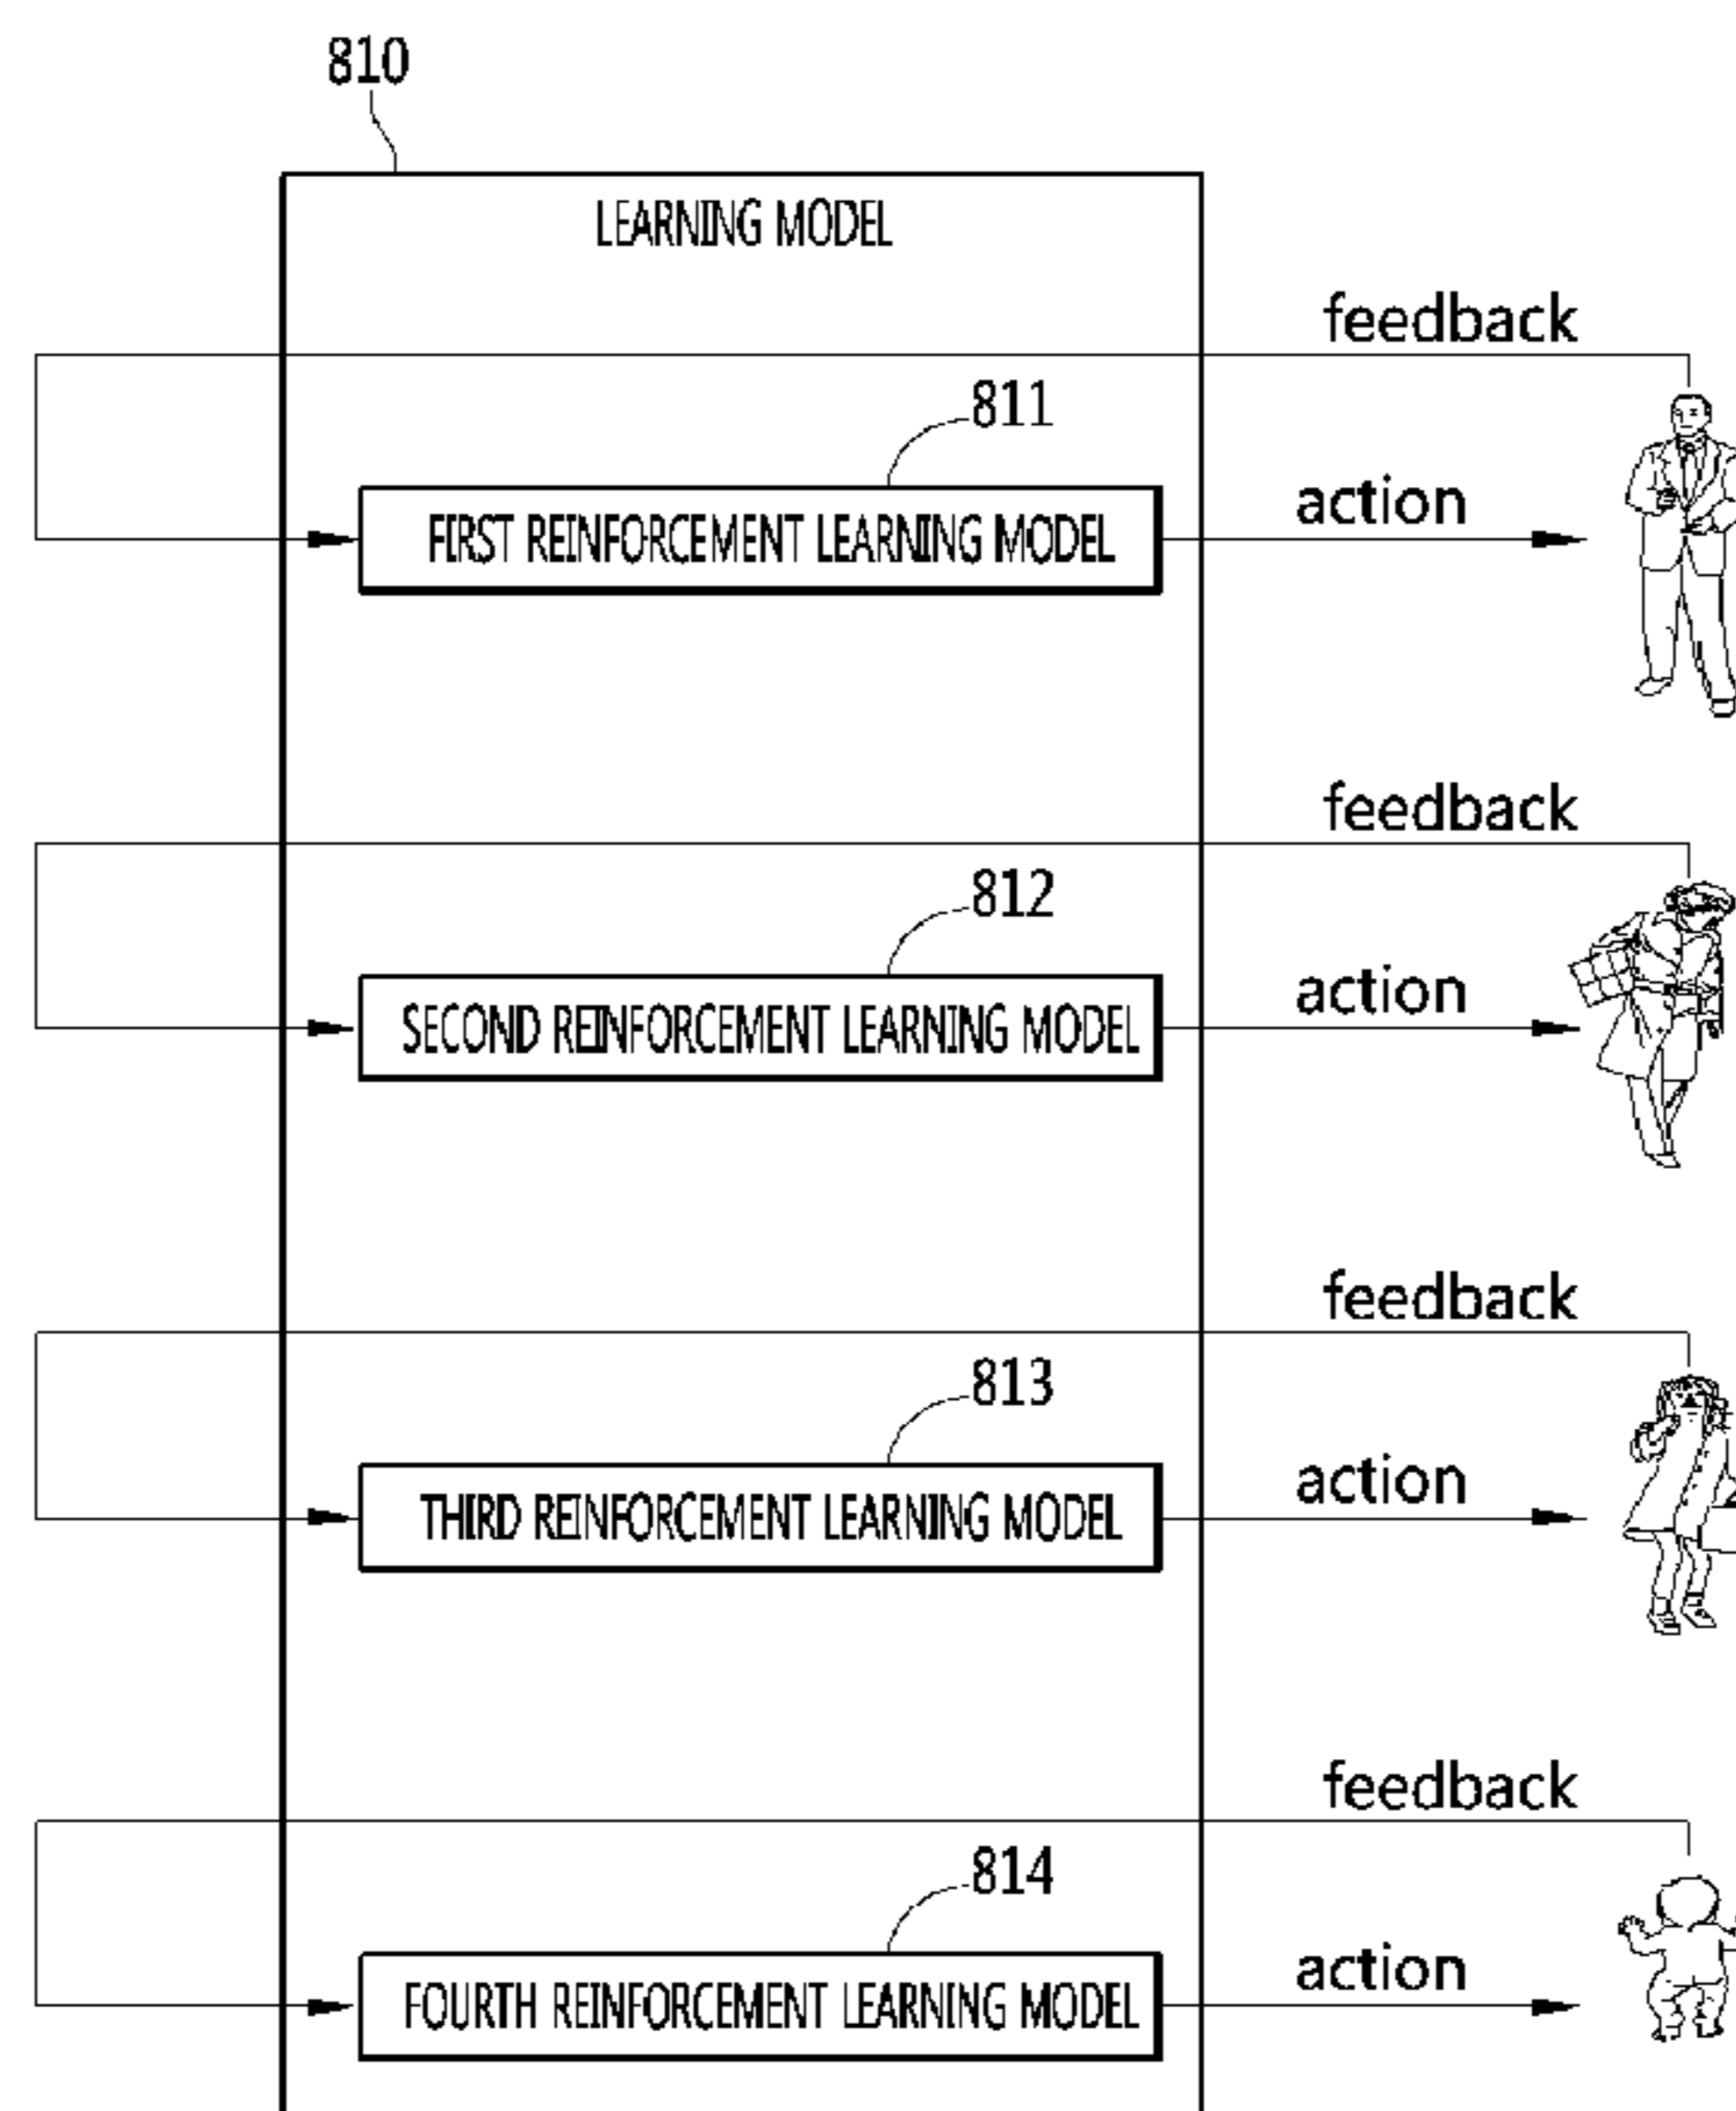 810
LEARNING MODEL
feedback
811
FIRST REINFORCEMENT LEARNING MODEL
action
feedback
812
SECOND REINFORCEMENT LEARNING MODEL
action
feedback
813
THIRD REINFORCEMENT LEARNING MODEL
action
feedback
814
FOURTH REINFORCEMENT LEARNING MODEL
action